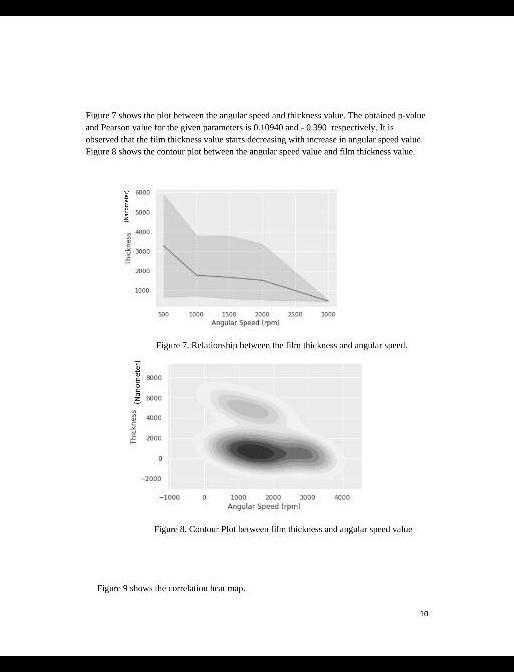 Figure 7 shows the plot between the angular speed and thickness value. The obtained p-value
and Pearson value for the given parameters is 0.10940 and - 0.390 respectively. It is
observed that the film thickness value starts decreasing with increase in angular speed value
Figure 8 shows the contour plot between the angular speed value and film thickness value.
Thickness (Nanometer)
6000
5000
4000
3000
2000
1000
500 1000 1500 2000 2500 3000
Angular Speed (rpm)
Figure 7. Relationship between the film thickness and angular speed.
Thickness (Nanometer)
8000
6000
4000
2000
0
−2000
−1000 0 1000 2000 3000 4000
Angular Speed (rpm)
Figure 8. Contour Plot between film thickness and angular speed value
Figure 9 shows the correlation heat map.
10